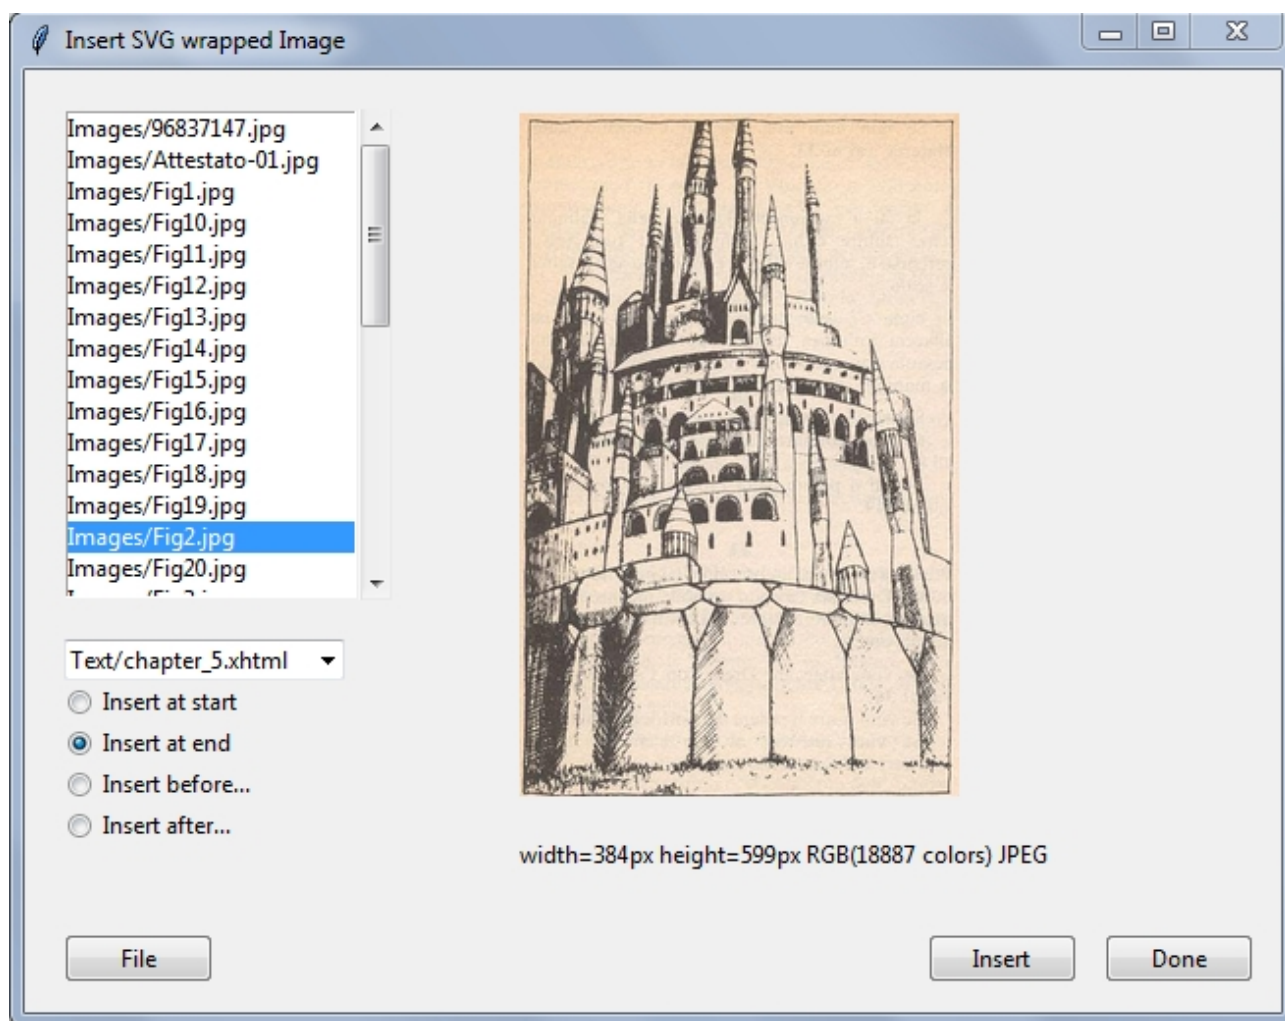 Insert SVG wrapped Image
Images/96837147.jpg
Images/Attestato-01.jpg
Images/Fig1.jpg
Images/Fig10.jpg
Images/Fig11.jpg
Images/Fig12.jpg
Images/Fig13.jpg
Images/Fig14.jpg
Images/Fig15.jpg
Images/Fig16.jpg
Images/Fig17.jpg
Images/Fig18.jpg
Images/Fig19.jpg
Images/Fig2.jpg
Images/Fig20.jpg
Text/chapter_5.xhtml
Insert at start
Insert at end
Insert before...
Insert after...
width=384px height=599px RGB(18887 colors) JPEG
File
Insert
Done